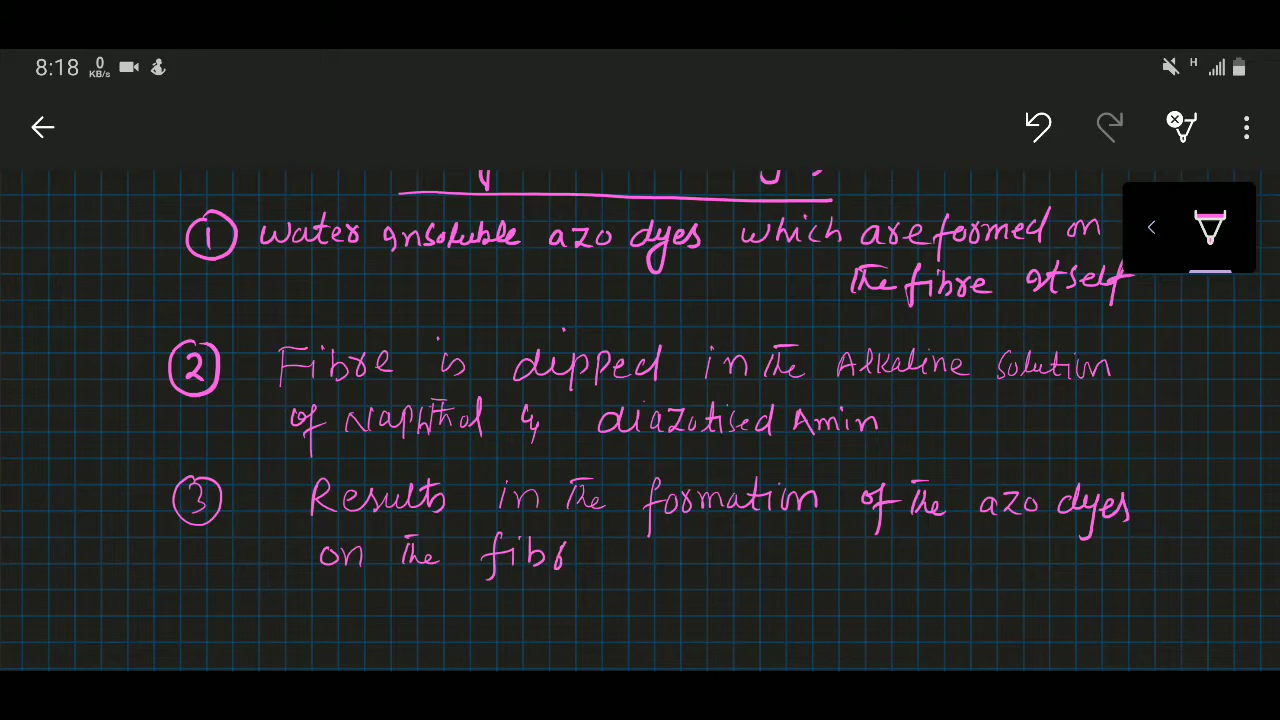 8:18 0 KB/s H
① water insoluble azo dyes which are formed on
the fibre itself
② Fibre is dipped in the Alkaline solution
of Naphthol & diazotised Amin
③ Results in the formation of the azo dyes
on the fibr